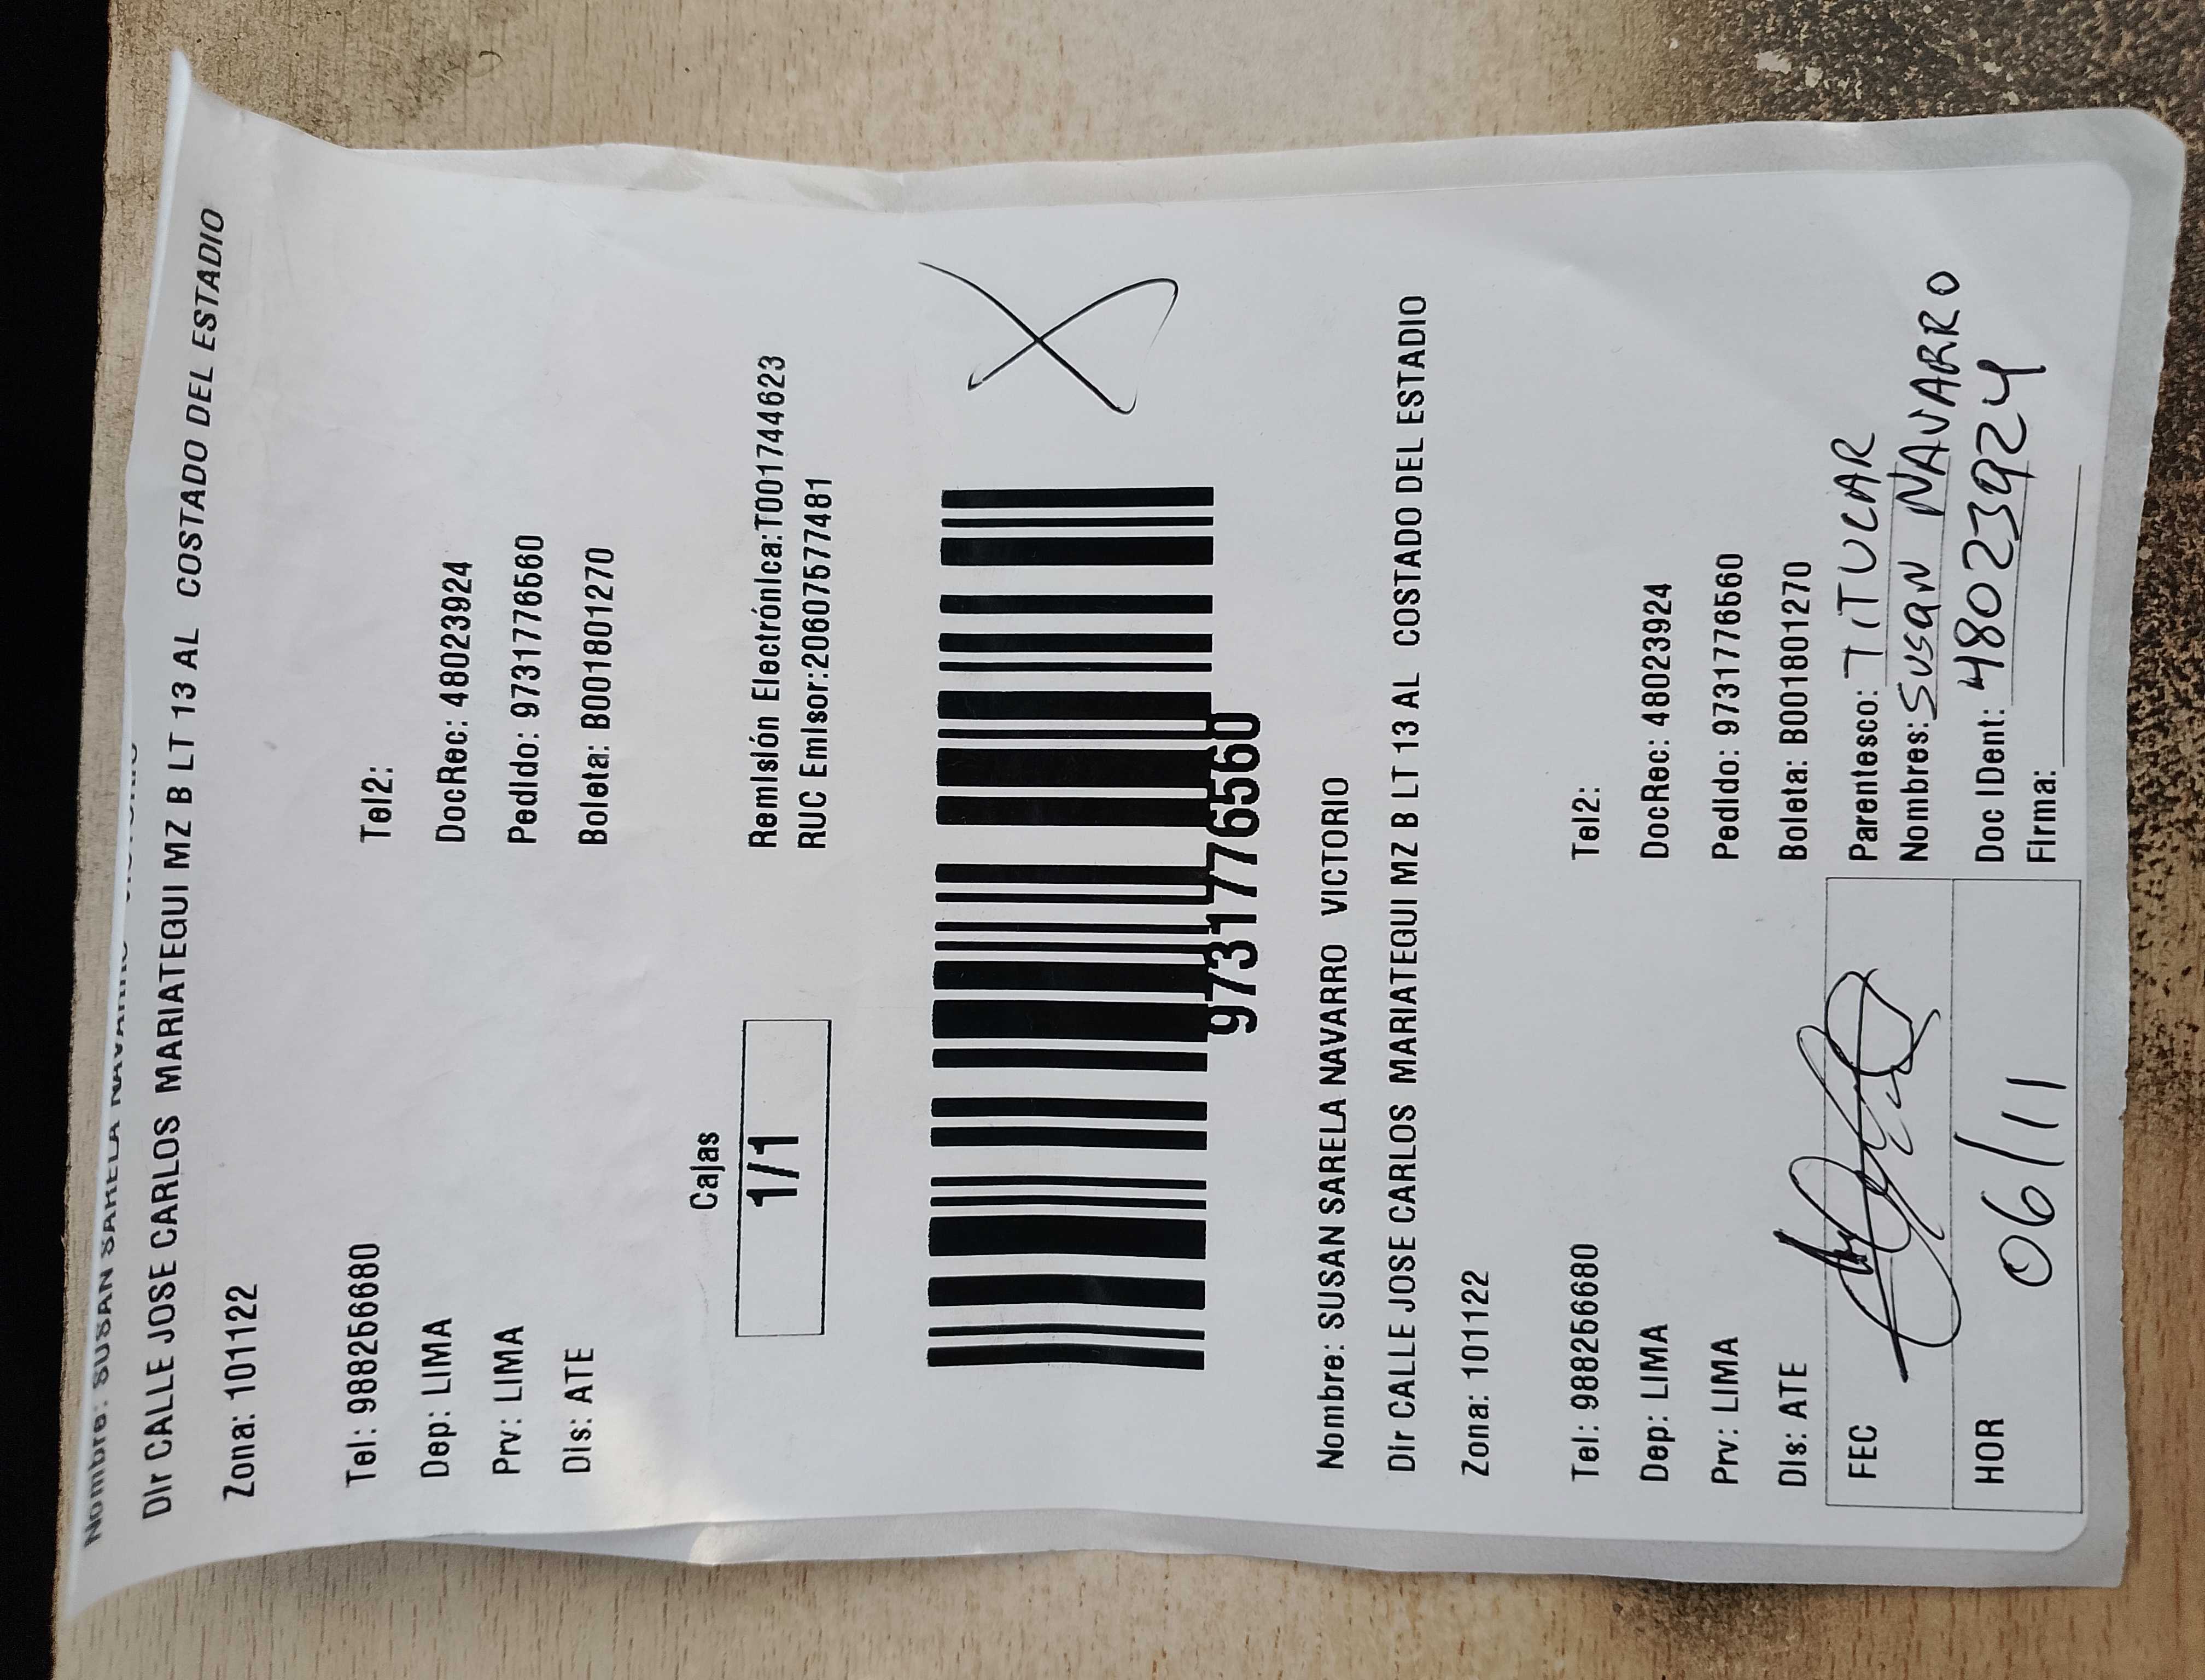 Nombre: SUSAN SARELA NAVARRO
Dir CALLE JOSE CARLOS MARIATEGUI MZ B LT 13 AL COSTADO DEL ESTADIO
Zona: 101122
Tel: 988256680 Tel2:
Dep: LIMA DocRec: 48023924
Prv: LIMA Pedido: 9731776560
Dis: ATE Boleta: B001801270
Cajas
1/1
Remisión Electrónica:T001744623
RUC Emisor:20607577481
9731776560
Nombre: SUSAN SARELA NAVARRO VICTORIO
Dir CALLE JOSE CARLOS MARIATEGUI MZ B LT 13 AL COSTADO DEL ESTADIO
Zona: 101122
Tel: 988256680 Tel2:
Dep: LIMA DocRec: 48023924
Prv: LIMA Pedido: 9731776560
Dis: ATE Boleta: B001801270
FEC Parentesco: TITULAR
Nombres: SUSAN NAVARRO
HOR 06/11 Doc IDent: 48023924
Firma: